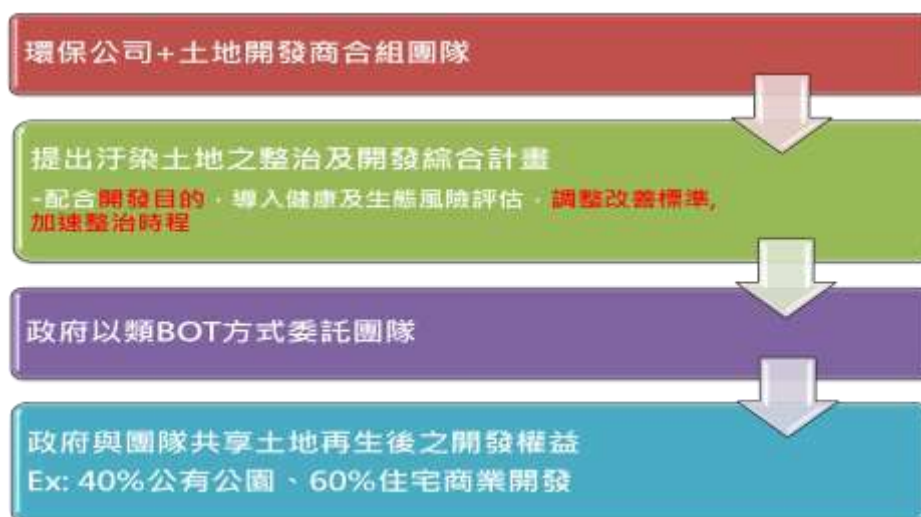 環保公司+土地開發商合組團隊
提出汙染土地之整治及開發綜合計畫
-配合開發目的，導入健康及生態風險評估，調整改善標準,
加速整治時程
政府以類BOT方式委託團隊
政府與團隊共享土地再生後之開發權益
Ex: 40%公有公園、60%住宅商業開發